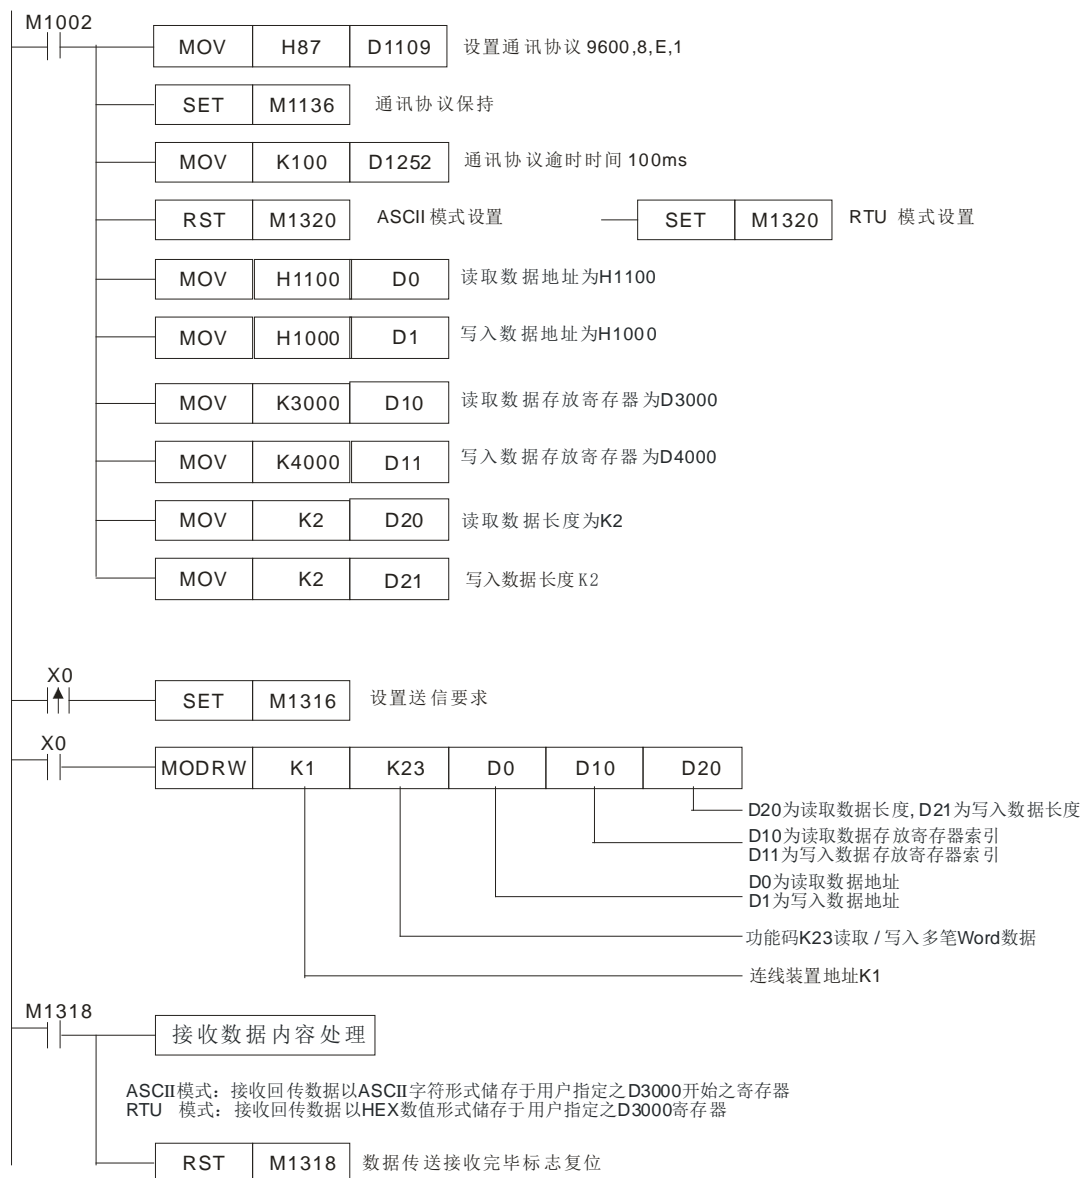 M1002
MOV H87 D1109 设置通讯协议 9600,8,E,1
SET M1136 通讯协议保持
MOV K100 D1252 通讯协议逾时时间 100ms
RST M1320 ASCII 模式设置 SET M1320 RTU 模式设置
MOV H1100 D0 读取数据地址为H1100
MOV H1000 D1 写入数据地址为H1000
MOV K3000 D10 读取数据存放寄存器为D3000
MOV K4000 D11 写入数据存放寄存器为D4000
MOV K2 D20 读取数据长度为K2
MOV K2 D21 写入数据长度 K2
X0
SET M1316 设置送信要求
X0
MODRW K1 K23 D0 D10 D20
D20为读取数据长度, D21为写入数据长度
D10为读取数据存放寄存器索引
D11为写入数据存放寄存器索引
D0为读取数据地址
D1为写入数据地址
功能码K23读取 / 写入多笔Word数据
连线装置地址K1
M1318
接收数据内容处理
ASCII模式：接收回传数据以ASCII字符形式储存于用户指定之D3000开始之寄存器
RTU 模式：接收回传数据以HEX数值形式储存于用户指定之D3000寄存器
RST M1318 数据传送接收完毕标志复位